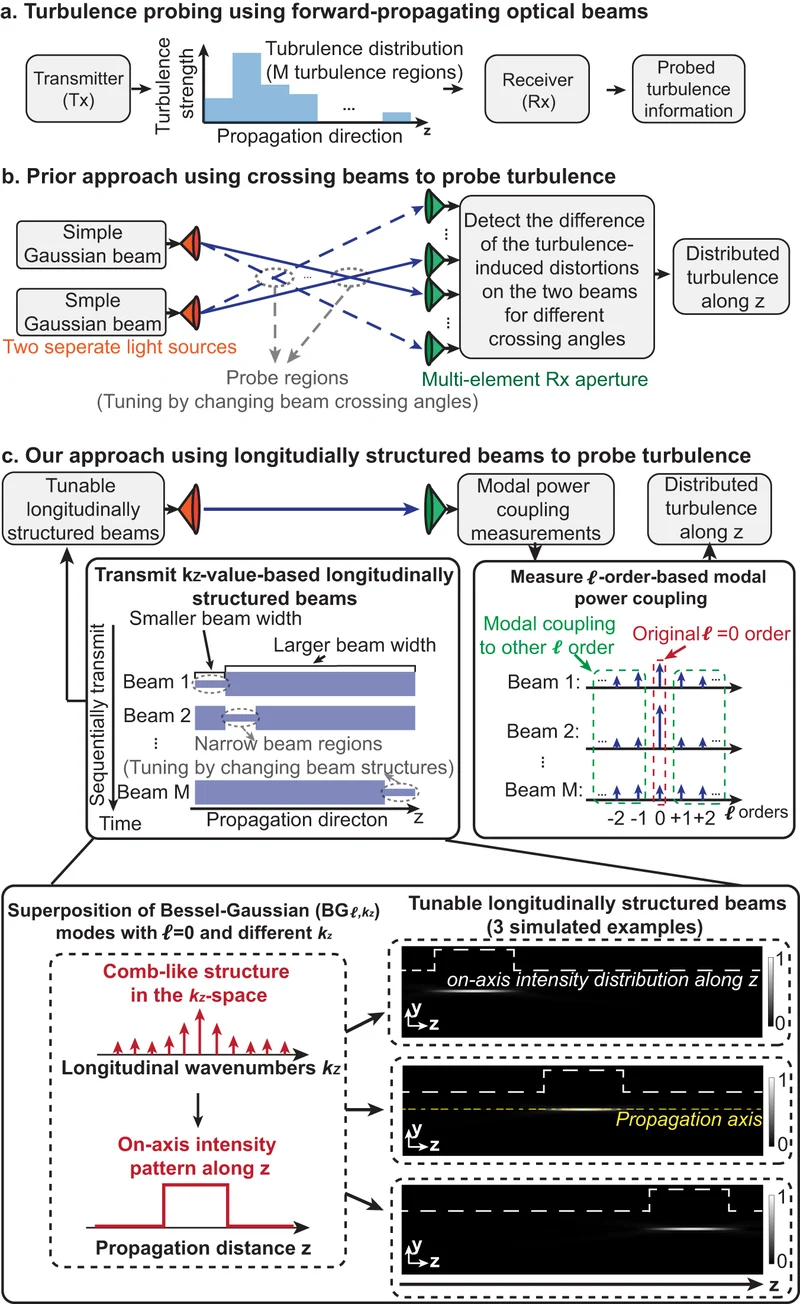 a. Turbulence probing using forward-propagating optical beams
Transmitter
(Tx)
Turbulence
strength
Tubrulence distribution
(M turbulence regions)
...
Propagation direction
z
Receiver
(Rx)
Probed
turbulence
information
b. Prior approach using crossing beams to probe turbulence
Simple
Gaussian beam
Smple
Gaussian beam
Two seperate light sources
...
Probe regions
(Tuning by changing beam crossing angles)
...
...
Multi-element Rx aperture
Detect the difference
of the turbulence-
induced distortions
on the two beams
for different
crossing angles
Distributed
turbulence
along z
c. Our approach using longitudially structured beams to probe turbulence
Tunable
longitudinally
structured beams
Modal power
coupling
measurements
Distributed
turbulence
along z
Transmit kz-value-based longitudinally
structured beams
Smaller beam width
Larger beam width
Sequentially transmit
Beam 1
Beam 2
...
Narrow beam regions
(Tuning by changing beam structures)
Beam M
Time
Propagation directon
z
Measure ℓ-order-based modal
power coupling
Modal coupling
to other ℓ order
Original ℓ =0 order
Beam 1:
... ...
Beam 2:
... ...
...
Beam M:
... ...
-2 -1 0 +1 +2
ℓ orders
Superposition of Bessel-Gaussian (BGℓ,kz)
modes with ℓ=0 and different kz
Comb-like structure
in the kz-space
Longitudinal wavenumbers kz
On-axis intensity
pattern along z
Propagation distance z
Tunable longitudinally structured beams
(3 simulated examples)
on-axis intensity distribution along z
y
z
1
0
Propagation axis
y
z
1
0
y
z
1
0
z